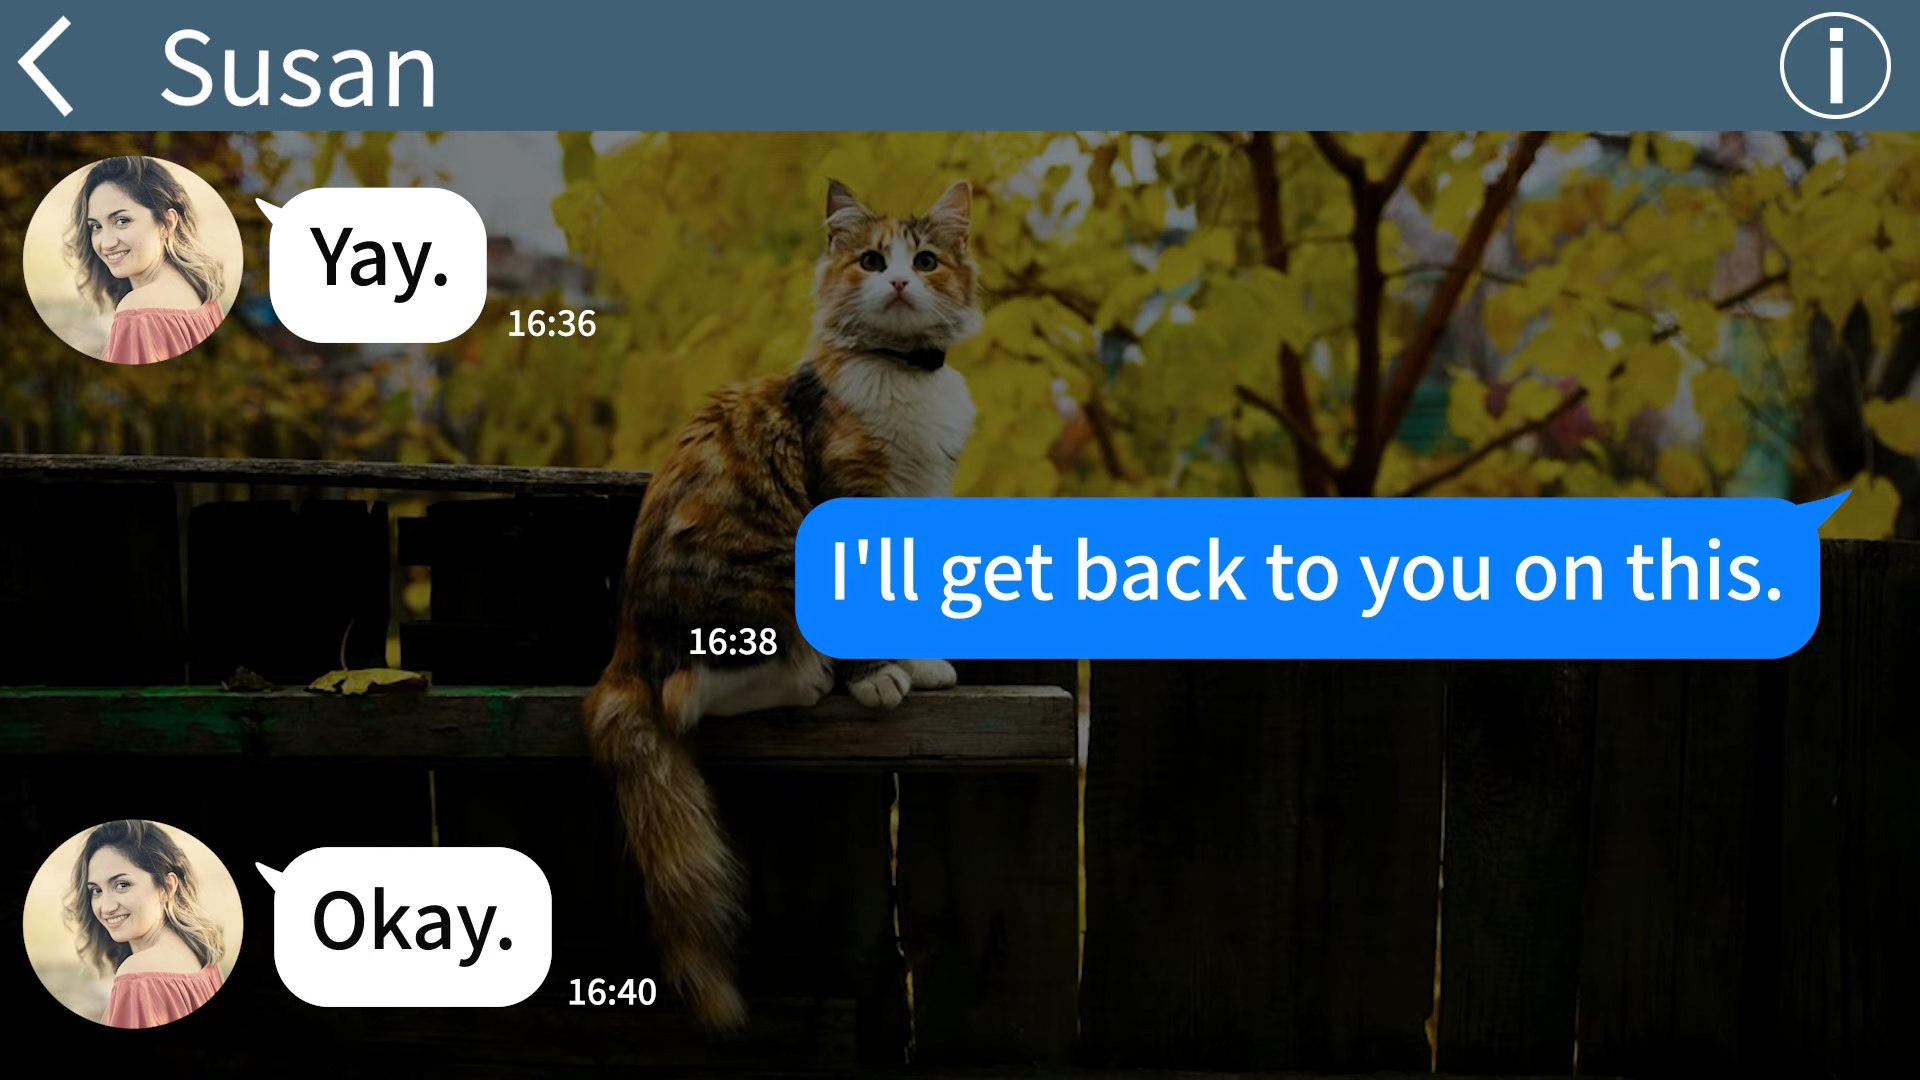 Susan
Yay.
16:36
I'll get back to you on this.
16:38
Okay.
16:40